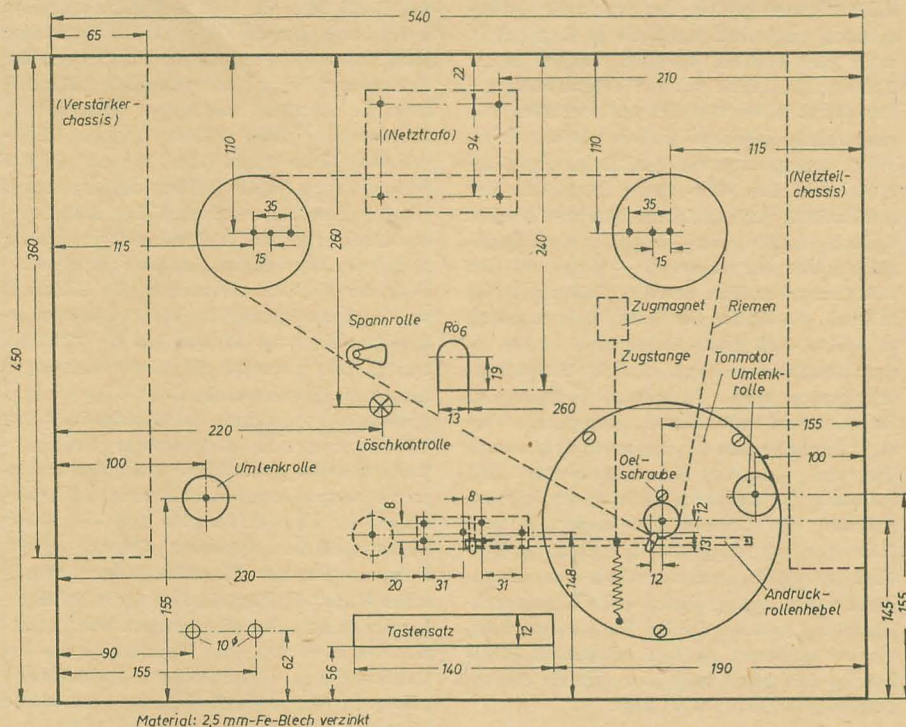 540
65
22
210
(Verstärker-
chassis)
(Netztrafo)
94
110
110
115
(Netzteil-
chassis)
35
35
115
15
15
360
260
240
450
Zugmagnet
Riemen
Spannrolle
Rö6
Zugstange
Tonmotor
Umlenk-
rolle
19
13
260
155
220
Löschkontrolle
100
100
Umlenkrolle
Oel-
schraube
8
8
12
13
12
230
20
31
31
148
Andruck-
rollenhebel
155
145
155
Tastensatz
12
10 ø
90
62
56
155
140
190
Material: 2,5 mm-Fe-Blech verzinkt